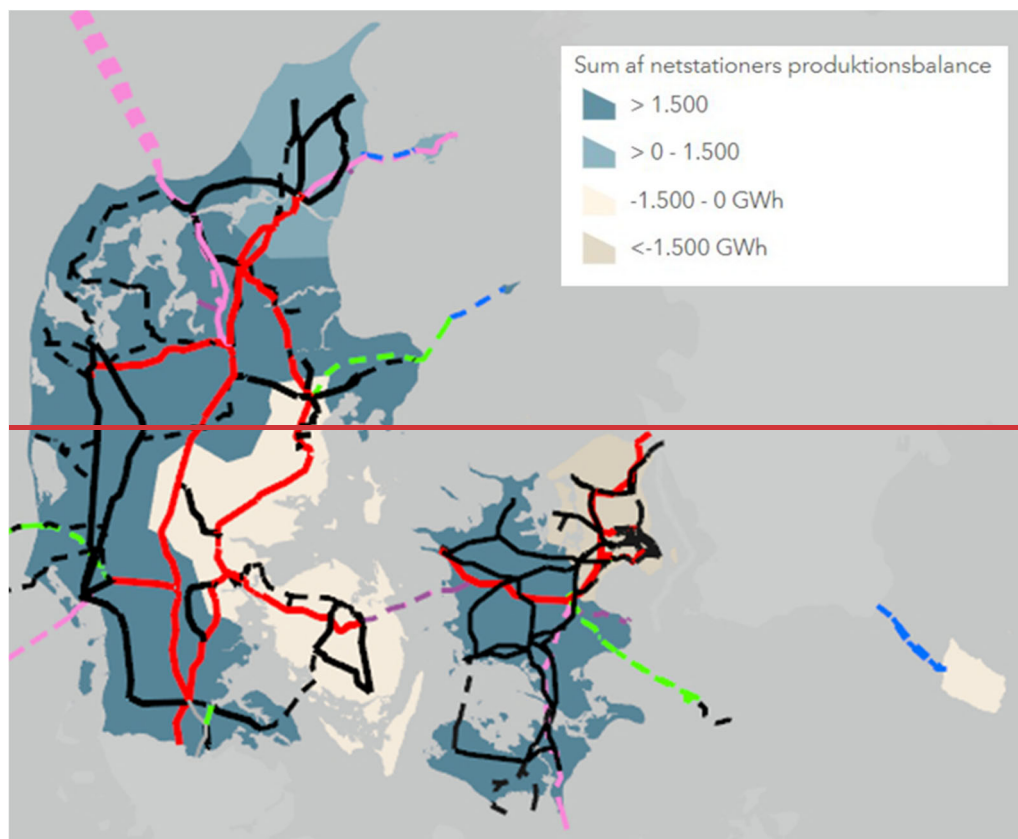 Sum af netstationers produktionsbalance
> 1.500
> 0 - 1.500
-1.500 - 0 GWh
<-1.500 GWh